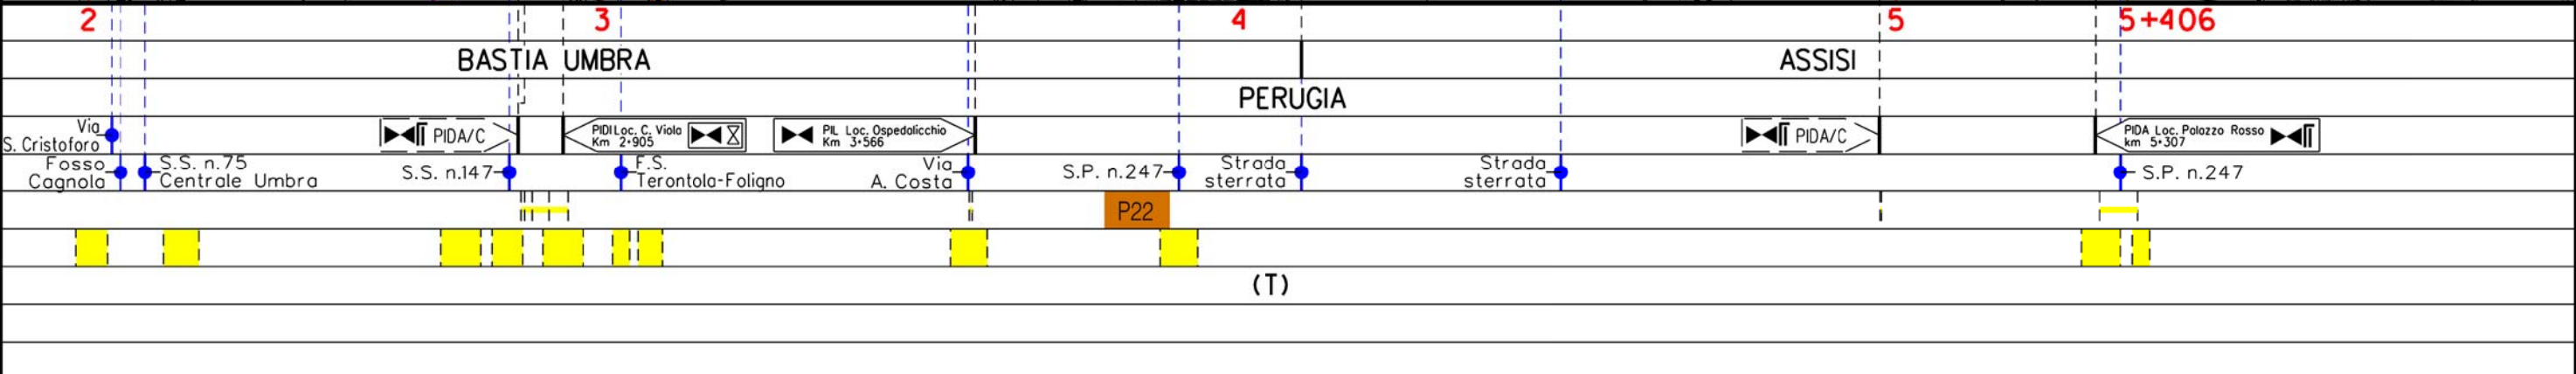 2
3
4
5
5+406
BASTIA UMBRA
ASSISI
PERUGIA
Via
S. Cristoforo
PIDA/C
PIDI Loc. C. Viola
Km 2+905
PIL Loc. Ospedalicchio
Km 3+566
PIDA/C
PIDA Loc. Palazzo Rosso
km 5+307
Fosso
Cagnola
S.S. n.75
Centrale Umbra
S.S. n.147
F.S.
Terontola-Foligno
Via
A. Costa
S.P. n.247
Strada
sterrata
Strada
sterrata
S.P. n.247
P22
(T)